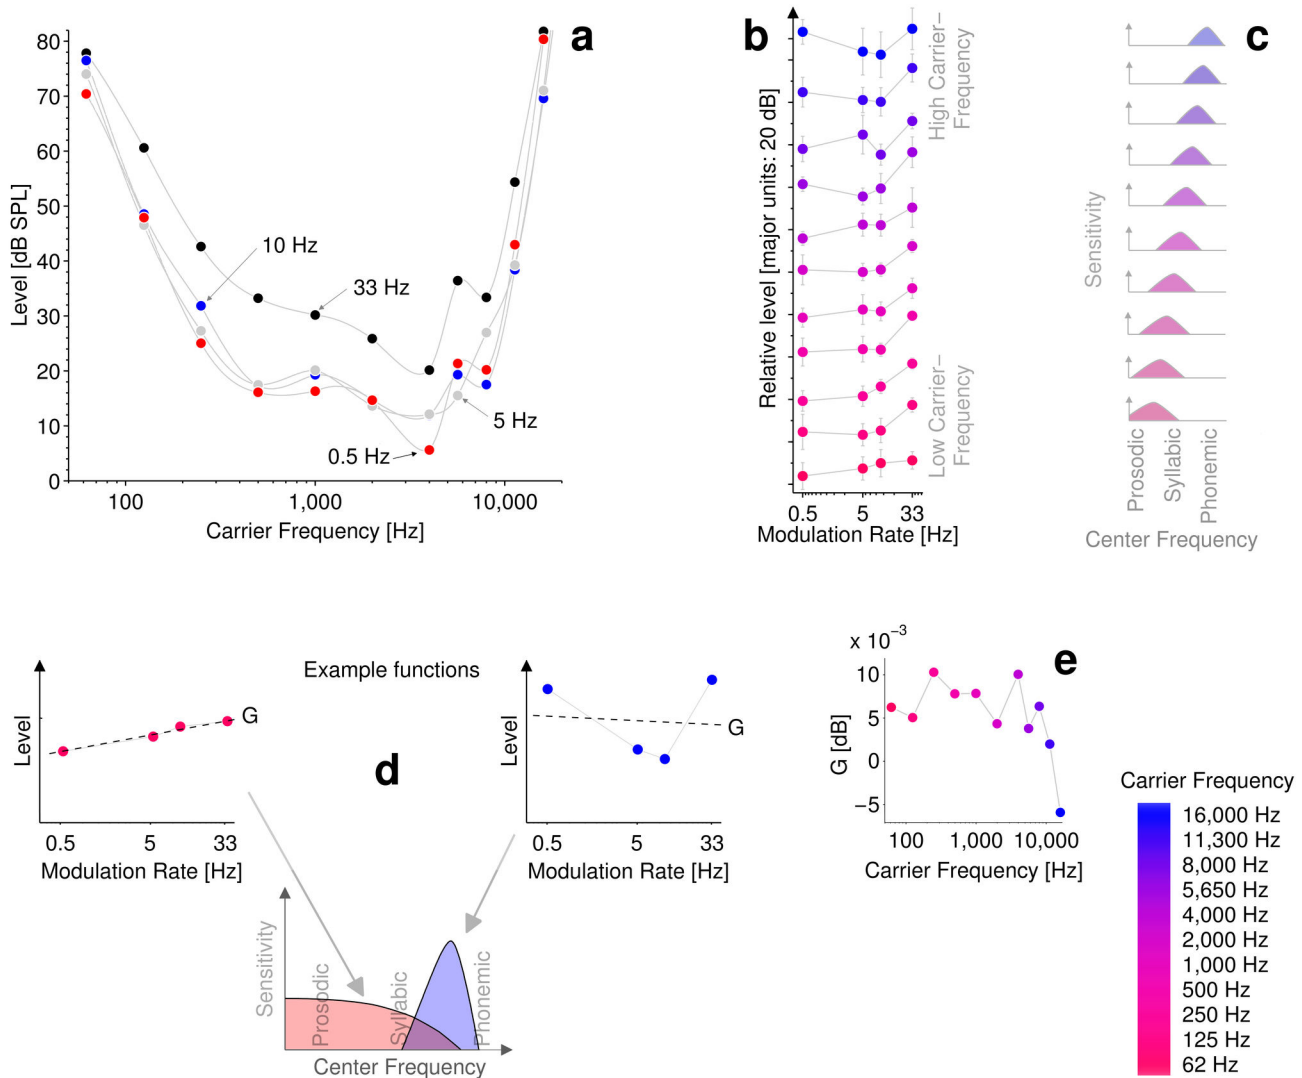 a
80
70
60
50
40
30
20
10
0
Level [dB SPL]
10 Hz
33 Hz
5 Hz
0.5 Hz
100
1,000
10,000
Carrier Frequency [Hz]
b
Relative level [major units: 20 dB]
High Carrier–
Frequency
Low Carrier–
Frequency
0.5
5
33
Modulation Rate [Hz]
c
Sensitivity
Prosodic
Syllabic
Phonemic
Center Frequency
Example functions
d
Level
G
0.5
5
33
Modulation Rate [Hz]
Level
G
0.5
5
33
Modulation Rate [Hz]
Sensitivity
Prosodic
Syllabic
Phonemic
Center Frequency
x 10⁻³
e
10
5
0
−5
G [dB]
100
1,000
10,000
Carrier Frequency [Hz]
Carrier Frequency
16,000 Hz
11,300 Hz
8,000 Hz
5,650 Hz
4,000 Hz
2,000 Hz
1,000 Hz
500 Hz
250 Hz
125 Hz
62 Hz